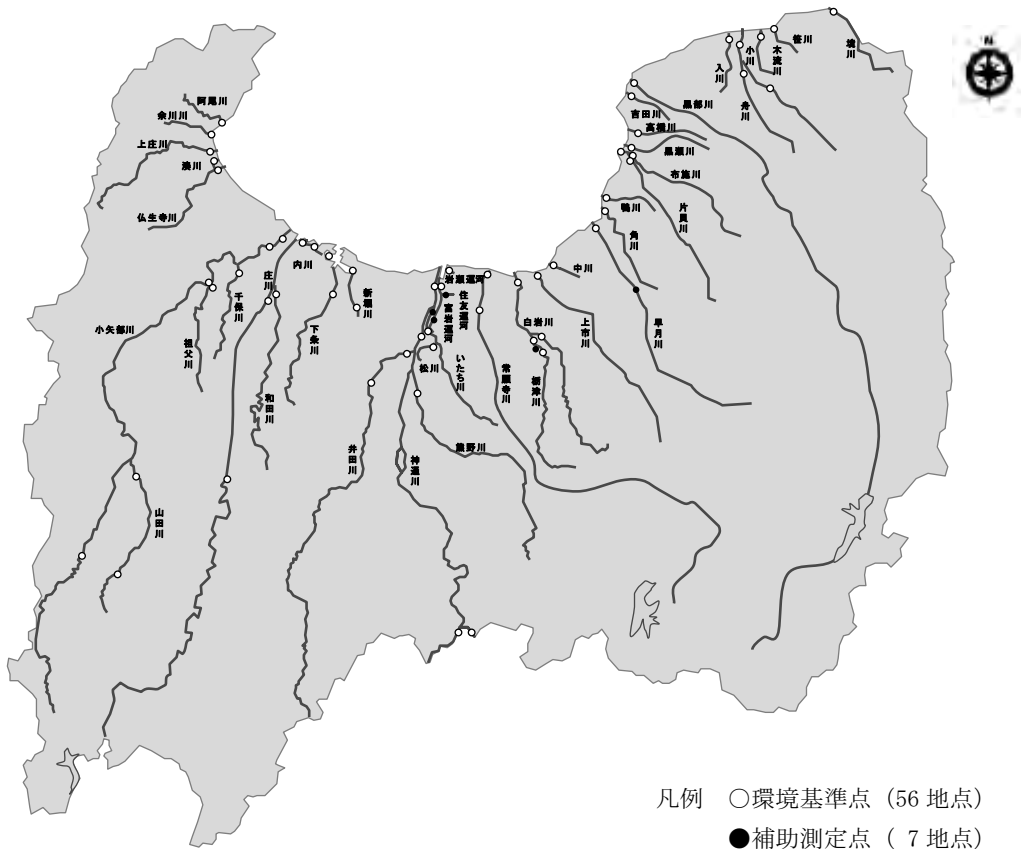 N
境川
笹川
木流川
小川
入川
舟川
黒部川
吉田川
高橋川
黒瀬川
布施川
片貝川
鴨川
角川
早月川
中川
上市川
白岩川
栃津川
常願寺川
岩瀬運河
住友運河
富岩運河
いたち川
松川
熊野川
神通川
井田川
新堀川
内川
下条川
庄川
和田川
千保川
祖父川
小矢部川
山田川
阿尾川
余川川
上庄川
湊川
仏生寺川
凡例 ○環境基準点 (56 地点)
●補助測定点 ( 7 地点)